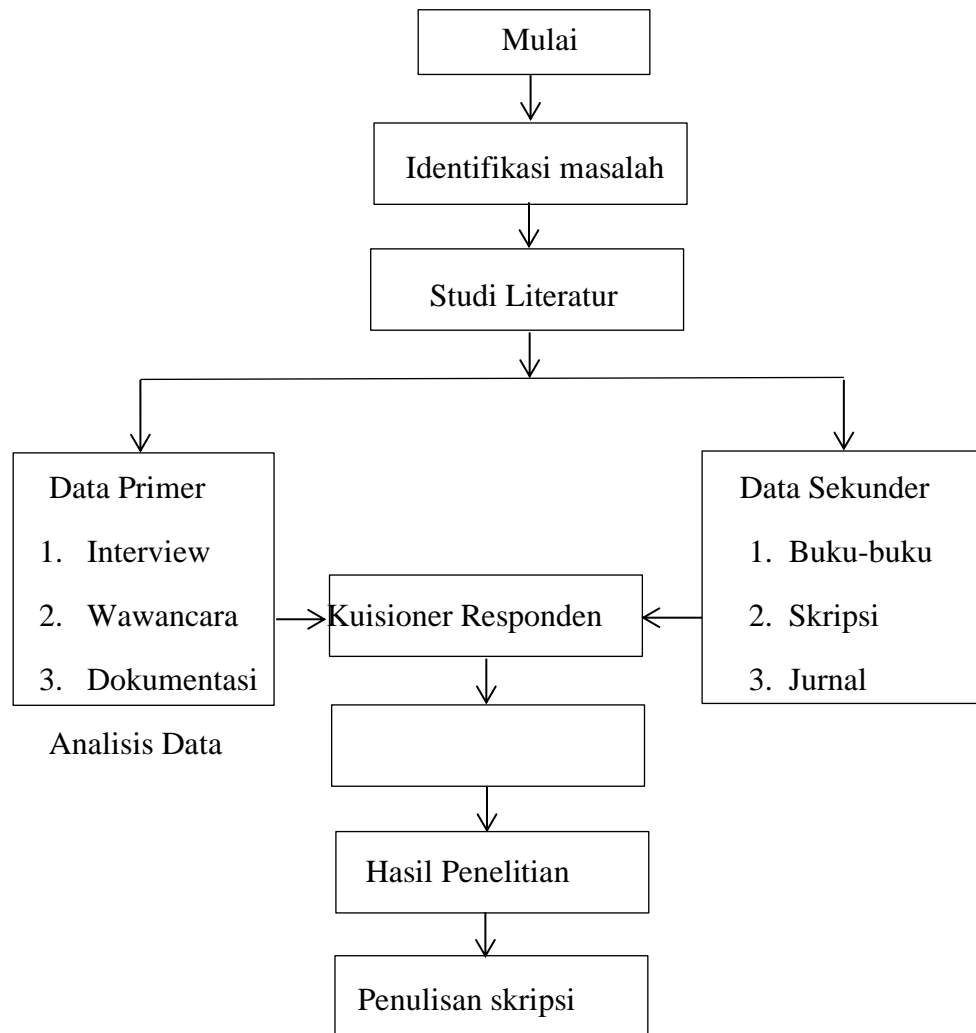 Mulai
Identifikasi masalah
Studi Literatur
Data Primer
1. Interview
2. Wawancara
3. Dokumentasi
Data Sekunder
1. Buku-buku
2. Skripsi
3. Jurnal
Kuisioner Responden
Analisis Data
Hasil Penelitian
Penulisan skripsi